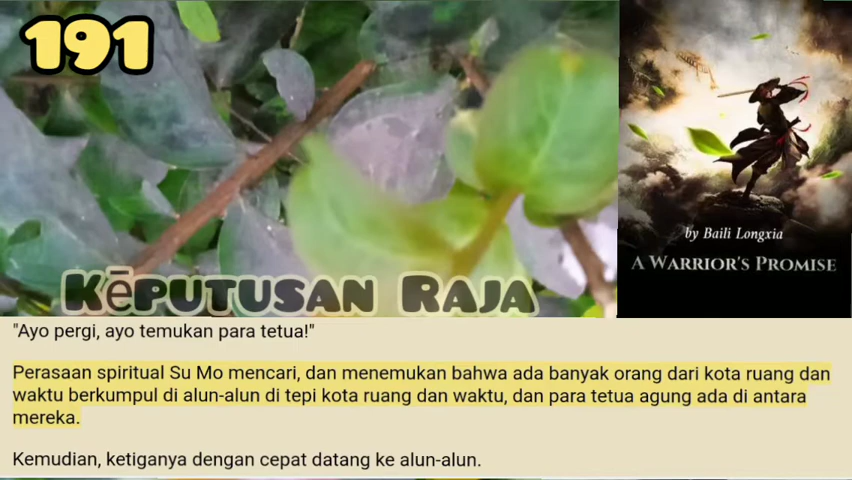 191
by Baili Longxia
A WARRIOR'S PROMISE
KēPUTUSAN RAJA
"Ayo pergi, ayo temukan para tetua!"
Perasaan spiritual Su Mo mencari, dan menemukan bahwa ada banyak orang dari kota ruang dan
waktu berkumpul di alun-alun di tepi kota ruang dan waktu, dan para tetua agung ada di antara
mereka.
Kemudian, ketiganya dengan cepat datang ke alun-alun.